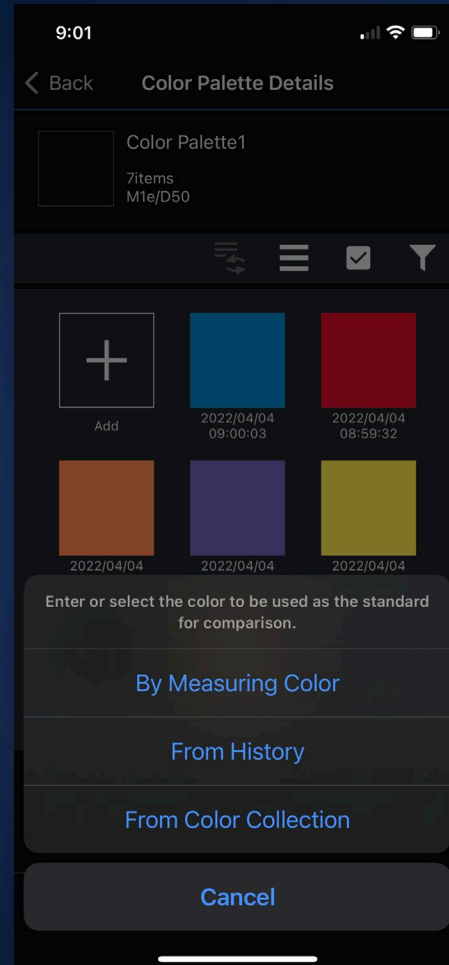 9:01
Back Color Palette Details
Color Palette1
7items
M1e/D50
Add
2022/04/04
09:00:03
2022/04/04
08:59:32
2022/04/04
2022/04/04
2022/04/04
Enter or select the color to be used as the standard
for comparison.
By Measuring Color
From History
From Color Collection
Cancel